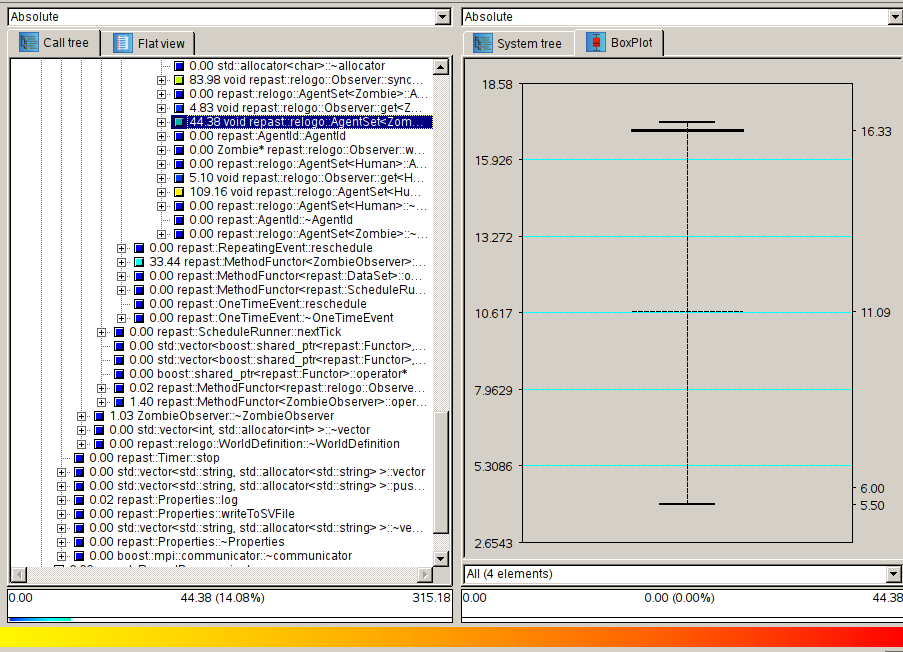 Absolute
Call tree
Flat view
0.00 std::allocator<char>::~allocator
83.98 void repast::relogo::Observer::sync...
0.00 repast::relogo::AgentSet<Zombie>::A...
4.83 void repast::relogo::Observer::get<Z...
44.38 void repast::relogo::AgentSet<Zom...
0.00 repast::AgentId::AgentId
0.00 Zombie* repast::relogo::Observer::w...
0.00 repast::relogo::AgentSet<Human>::A...
5.10 void repast::relogo::Observer::get<H...
109.16 void repast::relogo::AgentSet<Hu...
0.00 repast::relogo::AgentSet<Human>::~...
0.00 repast::AgentId::~AgentId
0.00 repast::relogo::AgentSet<Zombie>::~...
0.00 repast::RepeatingEvent::reschedule
33.44 repast::MethodFunctor<ZombieObserver>:...
0.00 repast::MethodFunctor<repast::DataSet>::o...
0.00 repast::MethodFunctor<repast::ScheduleRu...
0.00 repast::OneTimeEvent::reschedule
0.00 repast::OneTimeEvent::~OneTimeEvent
0.00 repast::ScheduleRunner::nextTick
0.00 std::vector<boost::shared_ptr<repast::Functor>,...
0.00 std::vector<boost::shared_ptr<repast::Functor>,...
0.00 boost::shared_ptr<repast::Functor>::operator*
0.02 repast::MethodFunctor<repast::relogo::Observe...
1.40 repast::MethodFunctor<ZombieObserver>::oper...
1.03 ZombieObserver::~ZombieObserver
0.00 std::vector<int, std::allocator<int> >::~vector
0.00 repast::relogo::WorldDefinition::~WorldDefinition
0.00 repast::Timer::stop
0.00 std::vector<std::string, std::allocator<std::string> >::vector
0.00 std::vector<std::string, std::allocator<std::string> >::pus...
0.02 repast::Properties::log
0.00 repast::Properties::writeToSVFile
0.00 std::vector<std::string, std::allocator<std::string> >::~ve...
0.00 repast::Properties::~Properties
0.00 boost::mpi::communicator::~communicator
0.00 44.38 (14.08%) 315.18
Absolute
System tree
BoxPlot
18.58
15.926
13.272
10.617
7.9629
5.3086
2.6543
16.33
11.09
6.00
5.50
All (4 elements)
0.00 0.00 (0.00%) 44.38